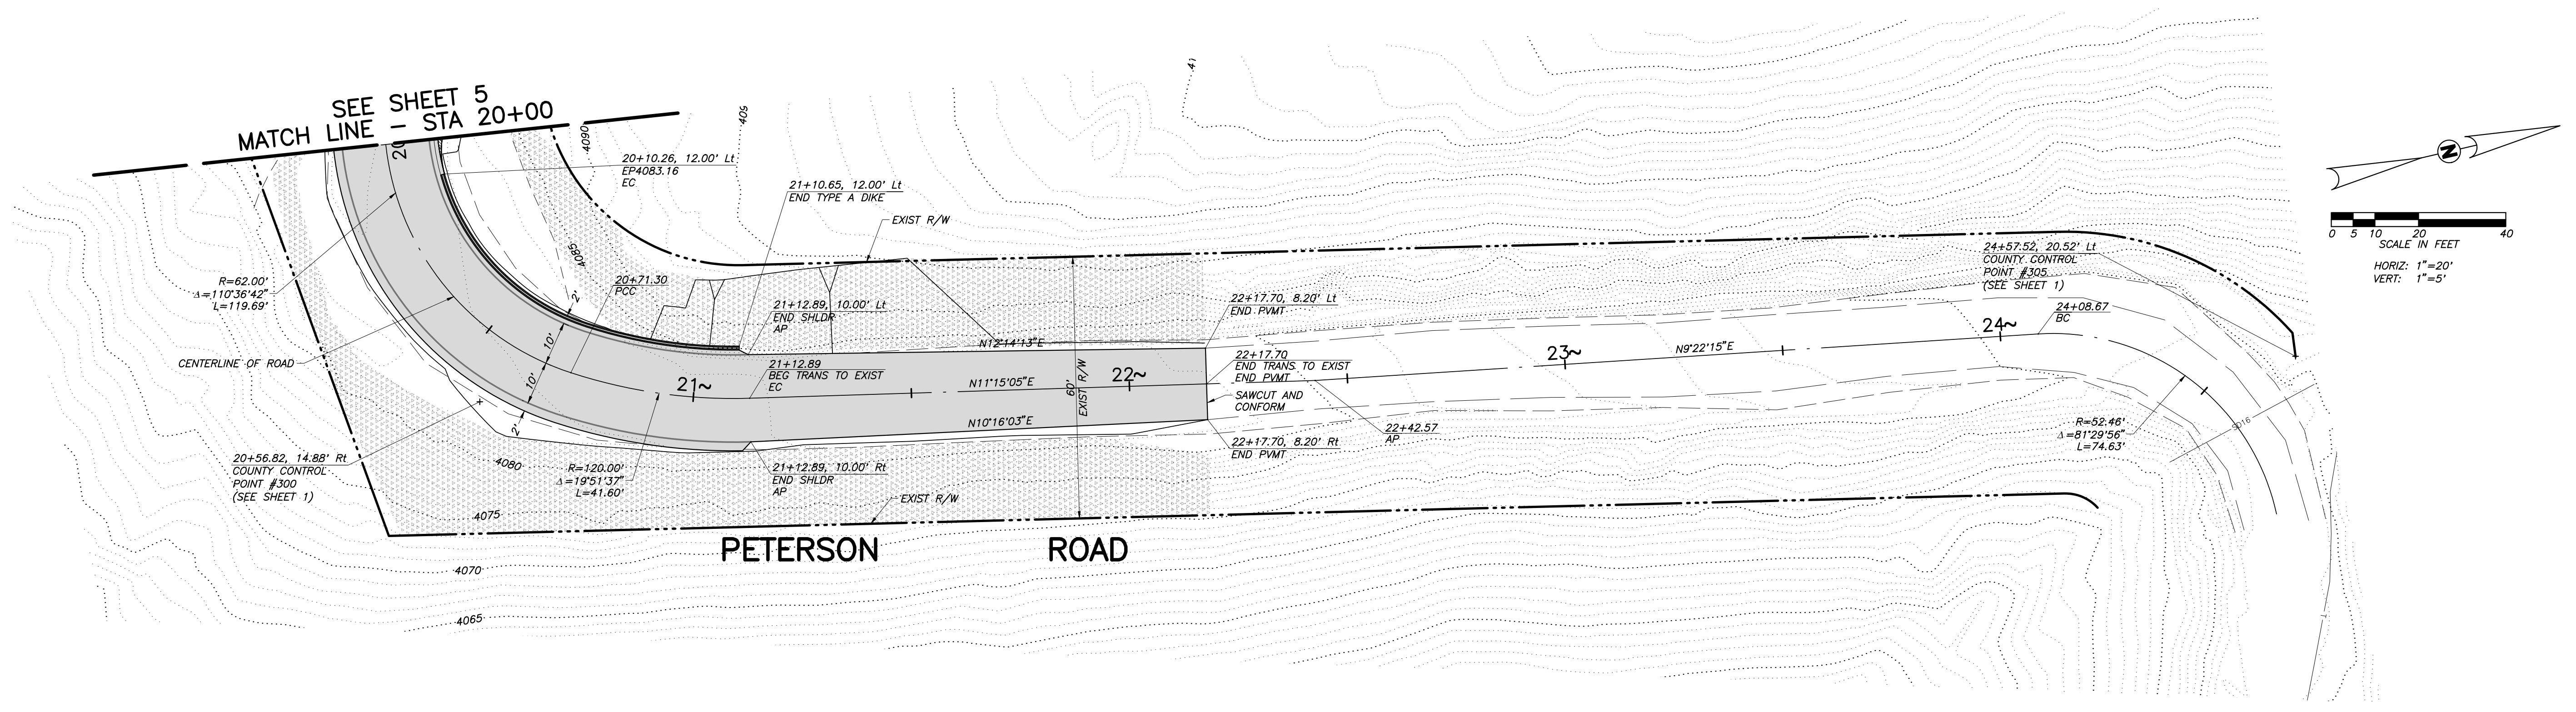 SEE SHEET 5
MATCH LINE - STA 20+00
20
4090
409
41
20+10.26, 12.00' Lt
EP4083.16
EC
21+10.65, 12.00' Lt
END TYPE A DIKE
EXIST R/W
4085
R=62.00'
Δ=110°36'42"
L=119.69'
20+71.30
PCC
2'
10'
10'
2'
21+12.89, 10.00' Lt
END SHLDR
AP
22+17.70, 8.20' Lt
END PVMT
24+57.52, 20.52' Lt
COUNTY CONTROL
POINT #305
(SEE SHEET 1)
N
0 5 10 20 40
SCALE IN FEET
HORIZ: 1"=20'
VERT: 1"=5'
24+08.67
BC
CENTERLINE OF ROAD
21~
21+12.89
BEG TRANS TO EXIST
EC
N12°14'13"E
N11°15'05"E
N10°16'03"E
22~
60'
EXIST R/W
22+17.70
END TRANS TO EXIST
END PVMT
SAWCUT AND
CONFORM
23~
N9°22'15"E
24~
22+42.57
AP
22+17.70, 8.20' Rt
END PVMT
R=52.46'
Δ=81°29'56"
L=74.63'
SD16
20+56.82, 14.88' Rt
COUNTY CONTROL
POINT #300
(SEE SHEET 1)
4080
R=120.00'
Δ=19°51'37"
L=41.60'
21+12.89, 10.00' Rt
END SHLDR
AP
EXIST R/W
4075
PETERSON ROAD
4070
4065